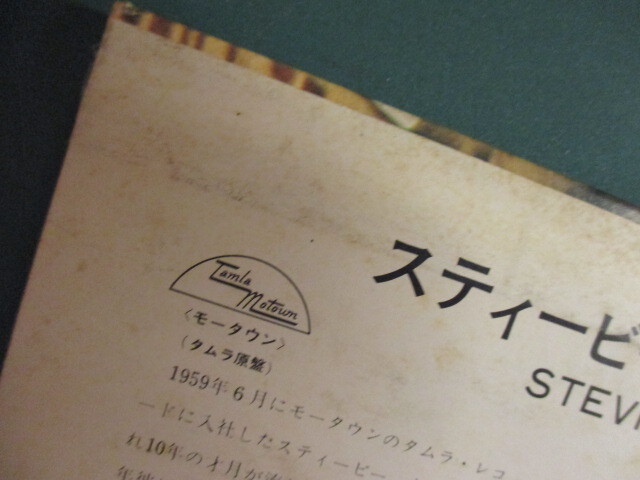 Tamla
Motown
〈モータウン〉
(タムラ原盤)
スティービ
STEVI
1959年6月にモータウンのタムラ・レコ
ードに入社したスティービー
れ10年の才月が